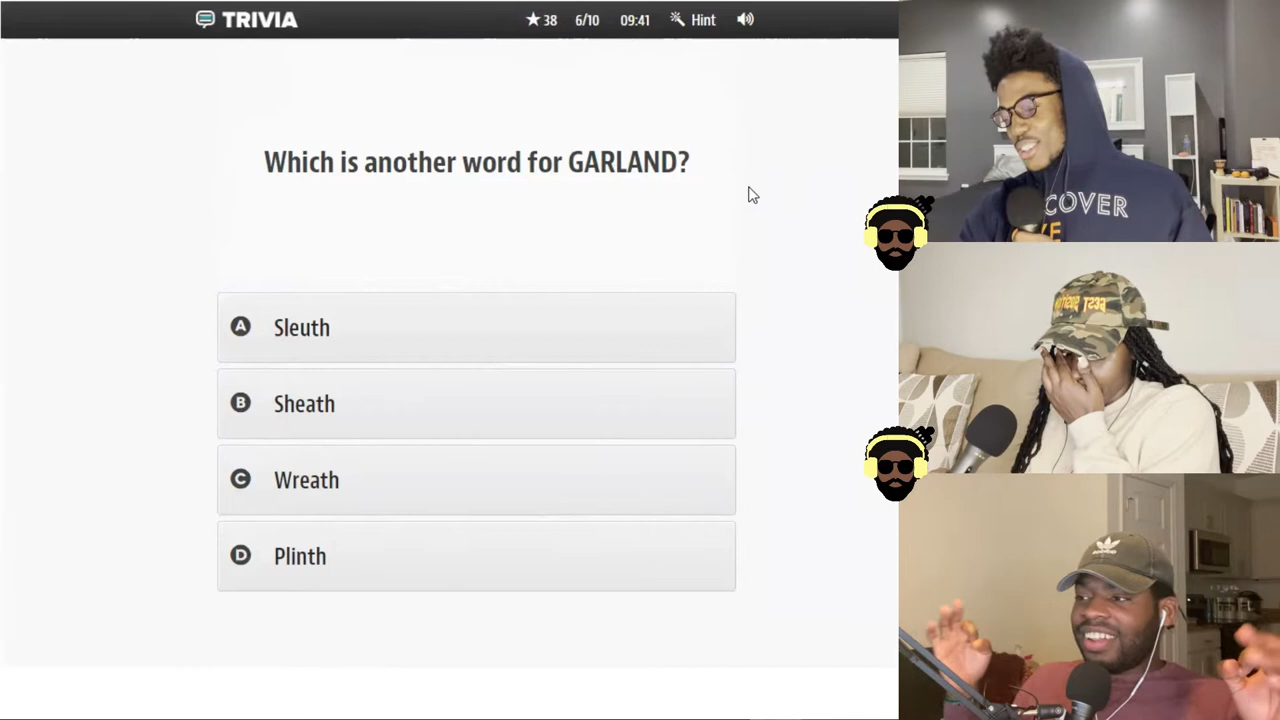 TRIVIA
38
6/10
09:41
Hint
Which is another word for GARLAND?
A Sleuth
B Sheath
C Wreath
D Plinth
COVER